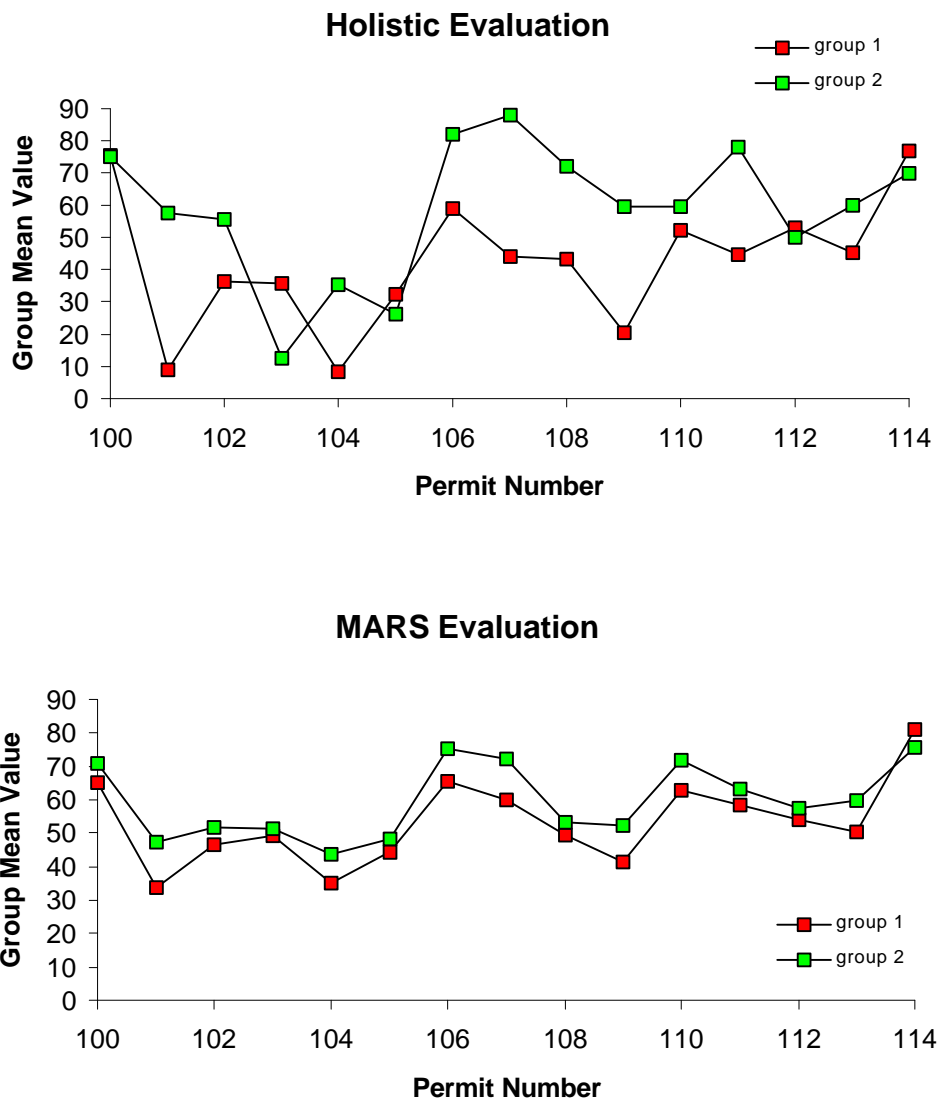 Holistic Evaluation
group 1
group 2
90
80
70
60
50
40
30
20
10
0
Group Mean Value
100 102 104 106 108 110 112 114
Permit Number
MARS Evaluation
90
80
70
60
50
40
30
20
10
0
Group Mean Value
group 1
group 2
100 102 104 106 108 110 112 114
Permit Number